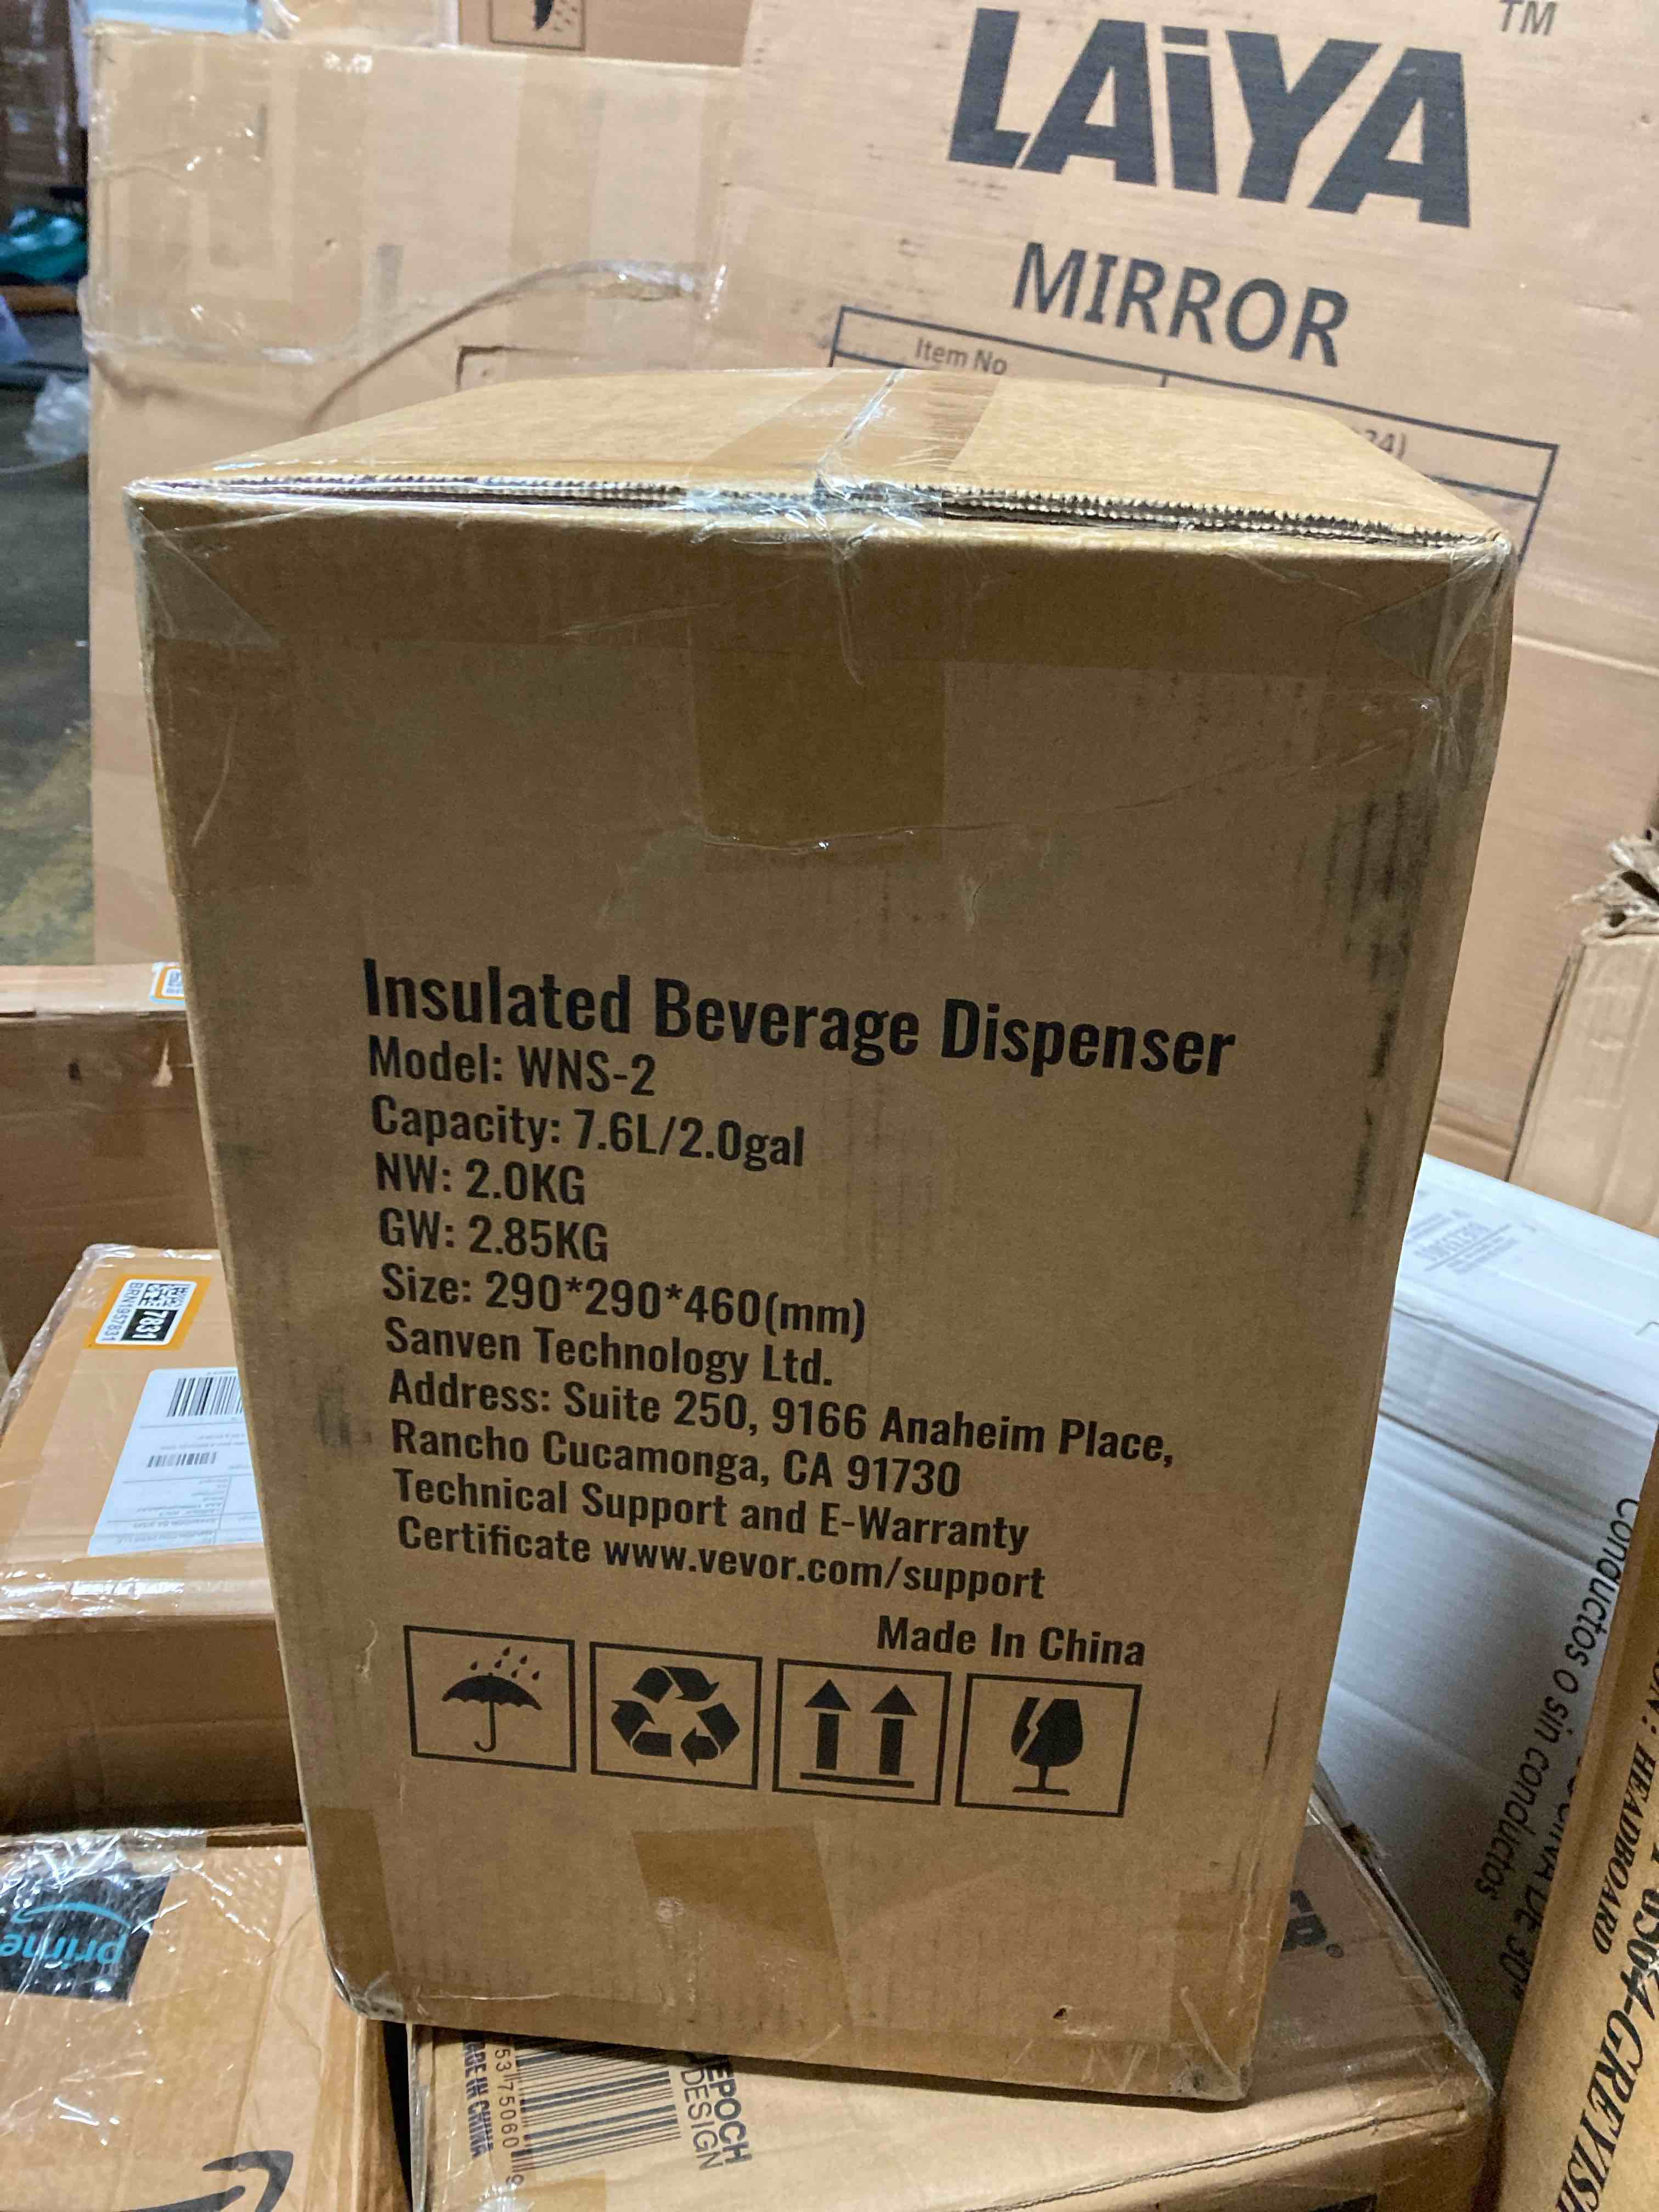 LAiYA
TM
MIRROR
Item No
Insulated Beverage Dispenser
Model: WNS-2
Capacity: 7.6L/2.0gal
NW: 2.0KG
GW: 2.85KG
Size: 290*290*460(mm)
Sanven Technology Ltd.
Address: Suite 250, 9166 Anaheim Place,
Rancho Cucamonga, CA 91730
Technical Support and E-Warranty
Certificate www.vevor.com/support
Made In China
7831
BRN1957831
prime
EPOCH
DESIGN
conductos o sin conductos
HEADBOARD